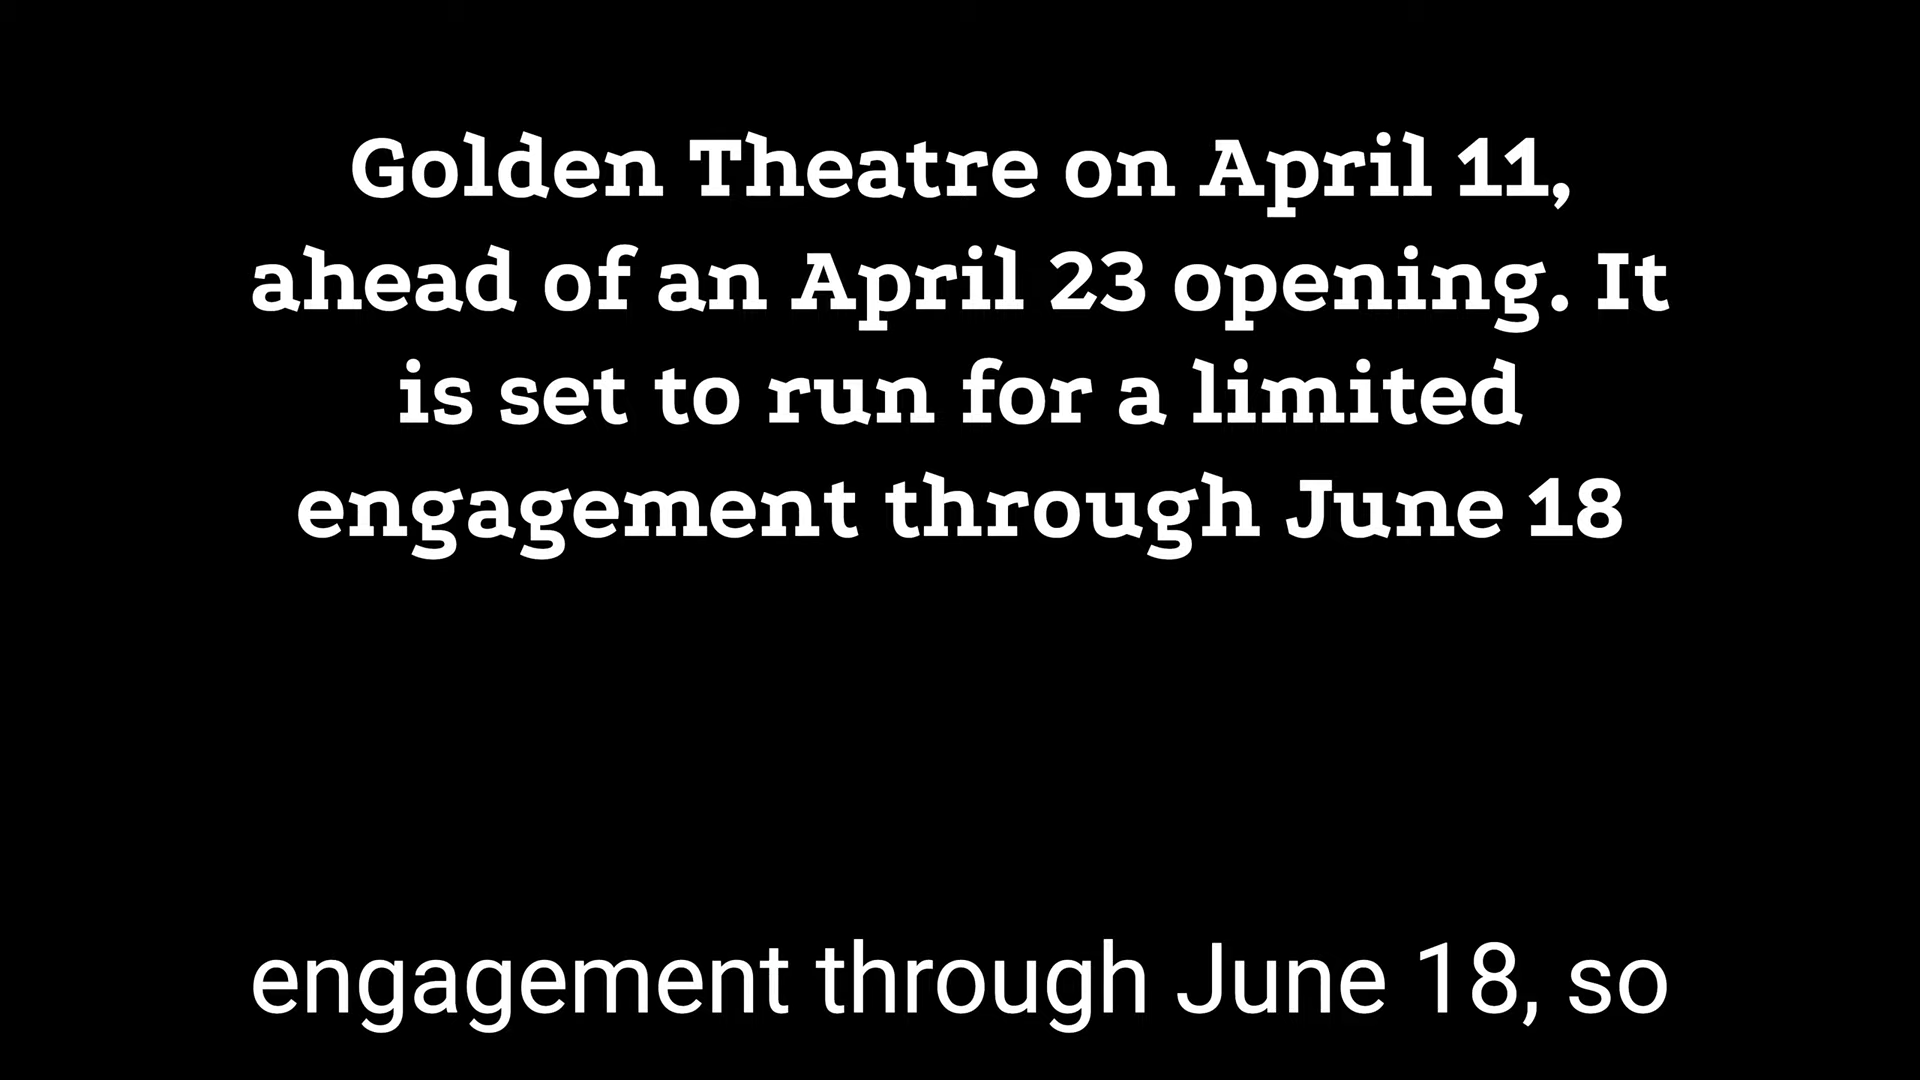 Golden Theatre on April 11,
ahead of an April 23 opening. It
is set to run for a limited
engagement through June 18
engagement through June 18, so